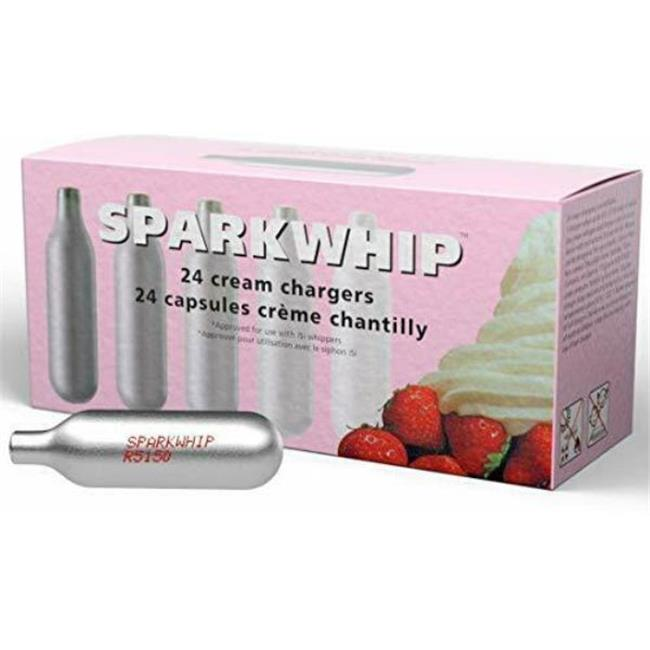 SPARKWHIP™
24 cream chargers
24 capsules crème chantilly
*Approved for use with iSi whippers
*Approuvé pour utilisation avec le siphon iSi
SPARKWHIP
R5150